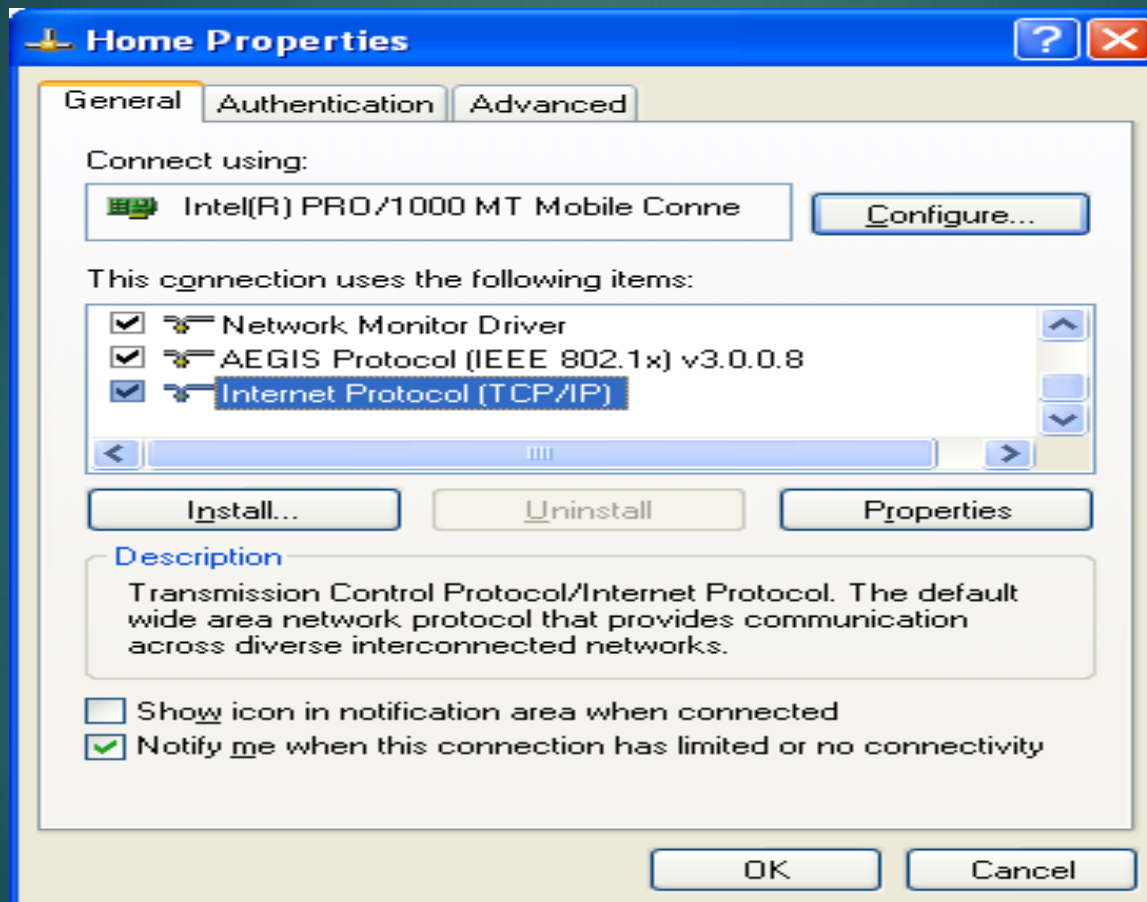 Home Properties
General Authentication Advanced
Connect using:
Intel(R) PRO/1000 MT Mobile Conne
Configure...
This connection uses the following items:
Network Monitor Driver
AEGIS Protocol (IEEE 802.1x) v3.0.0.8
Internet Protocol (TCP/IP)
Install... Uninstall Properties
Description
Transmission Control Protocol/Internet Protocol. The default
wide area network protocol that provides communication
across diverse interconnected networks.
Show icon in notification area when connected
Notify me when this connection has limited or no connectivity
OK Cancel